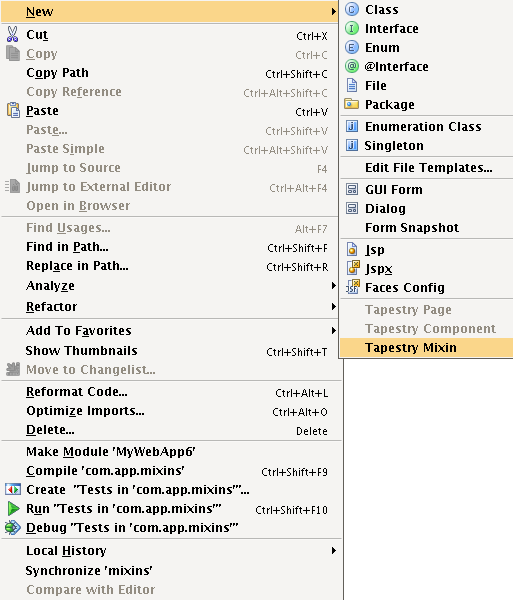 New
Cut Ctrl+X
Copy Ctrl+C
Copy Path Ctrl+Shift+C
Copy Reference Ctrl+Alt+Shift+C
Paste Ctrl+V
Paste... Ctrl+Shift+V
Paste Simple Ctrl+Alt+Shift+V
Jump to Source F4
Jump to External Editor Ctrl+Alt+F4
Open in Browser
Find Usages... Alt+F7
Find in Path... Ctrl+Shift+F
Replace in Path... Ctrl+Shift+R
Analyze
Refactor
Add To Favorites
Show Thumbnails Ctrl+Shift+T
Move to Changelist...
Reformat Code... Ctrl+Alt+L
Optimize Imports... Ctrl+Alt+O
Delete... Delete
Make Module 'MyWebApp6'
Compile 'com.app.mixins' Ctrl+Shift+F9
Create "Tests in 'com.app.mixins'"...
Run "Tests in 'com.app.mixins'" Ctrl+Shift+F10
Debug "Tests in 'com.app.mixins'"
Local History
Synchronize 'mixins'
Compare with Editor
Class
Interface
Enum
@Interface
File
Package
Enumeration Class
Singleton
Edit File Templates...
GUI Form
Dialog
Form Snapshot
Jsp
Jspx
Faces Config
Tapestry Page
Tapestry Component
Tapestry Mixin